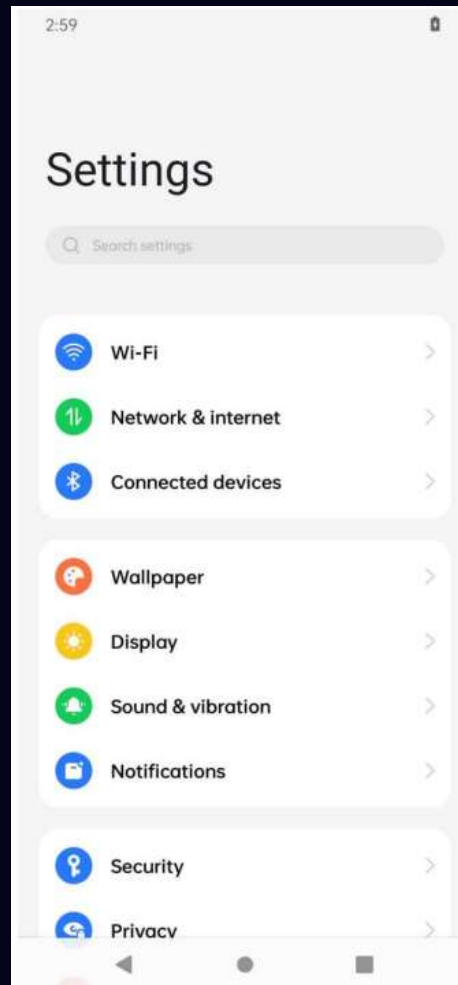 2:59
Settings
Search settings
Wi-Fi
Network & internet
Connected devices
Wallpaper
Display
Sound & vibration
Notifications
Security
Privacy